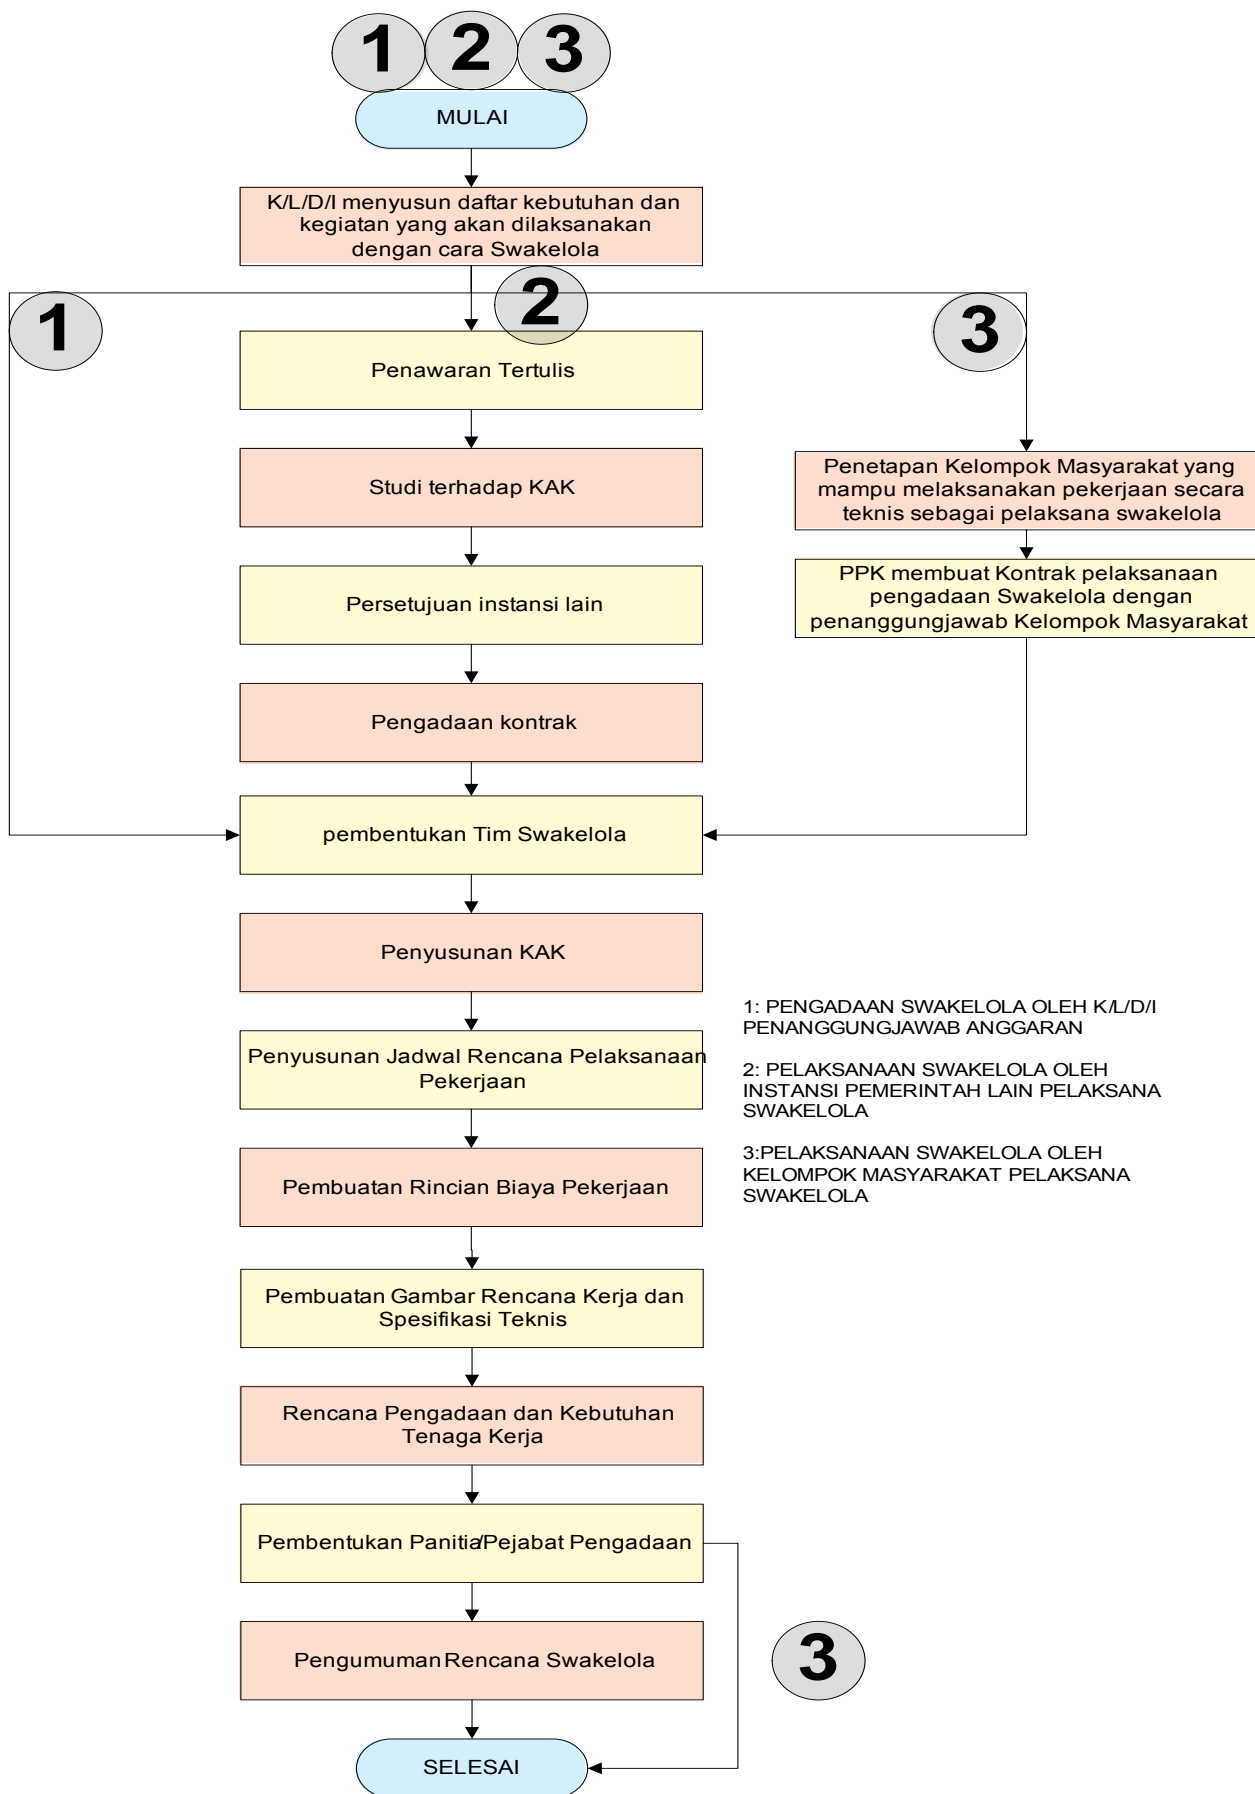 1 2 3
MULAI
K/L/D/I menyusun daftar kebutuhan dan
kegiatan yang akan dilaksanakan
dengan cara Swakelola
1
2
3
Penawaran Tertulis
Studi terhadap KAK
Persetujuan instansi lain
Pengadaan kontrak
Penetapan Kelompok Masyarakat yang
mampu melaksanakan pekerjaan secara
teknis sebagai pelaksana swakelola
PPK membuat Kontrak pelaksanaan
pengadaan Swakelola dengan
penanggungjawab Kelompok Masyarakat
pembentukan Tim Swakelola
Penyusunan KAK
Penyusunan Jadwal Rencana Pelaksanaan
Pekerjaan
Pembuatan Rincian Biaya Pekerjaan
Pembuatan Gambar Rencana Kerja dan
Spesifikasi Teknis
Rencana Pengadaan dan Kebutuhan
Tenaga Kerja
Pembentukan Panitia/Pejabat Pengadaan
Pengumuman Rencana Swakelola
3
SELESAI
1: PENGADAAN SWAKELOLA OLEH K/L/D/I
PENANGGUNGJAWAB ANGGARAN
2: PELAKSANAAN SWAKELOLA OLEH
INSTANSI PEMERINTAH LAIN PELAKSANA
SWAKELOLA
3:PELAKSANAAN SWAKELOLA OLEH
KELOMPOK MASYARAKAT PELAKSANA
SWAKELOLA